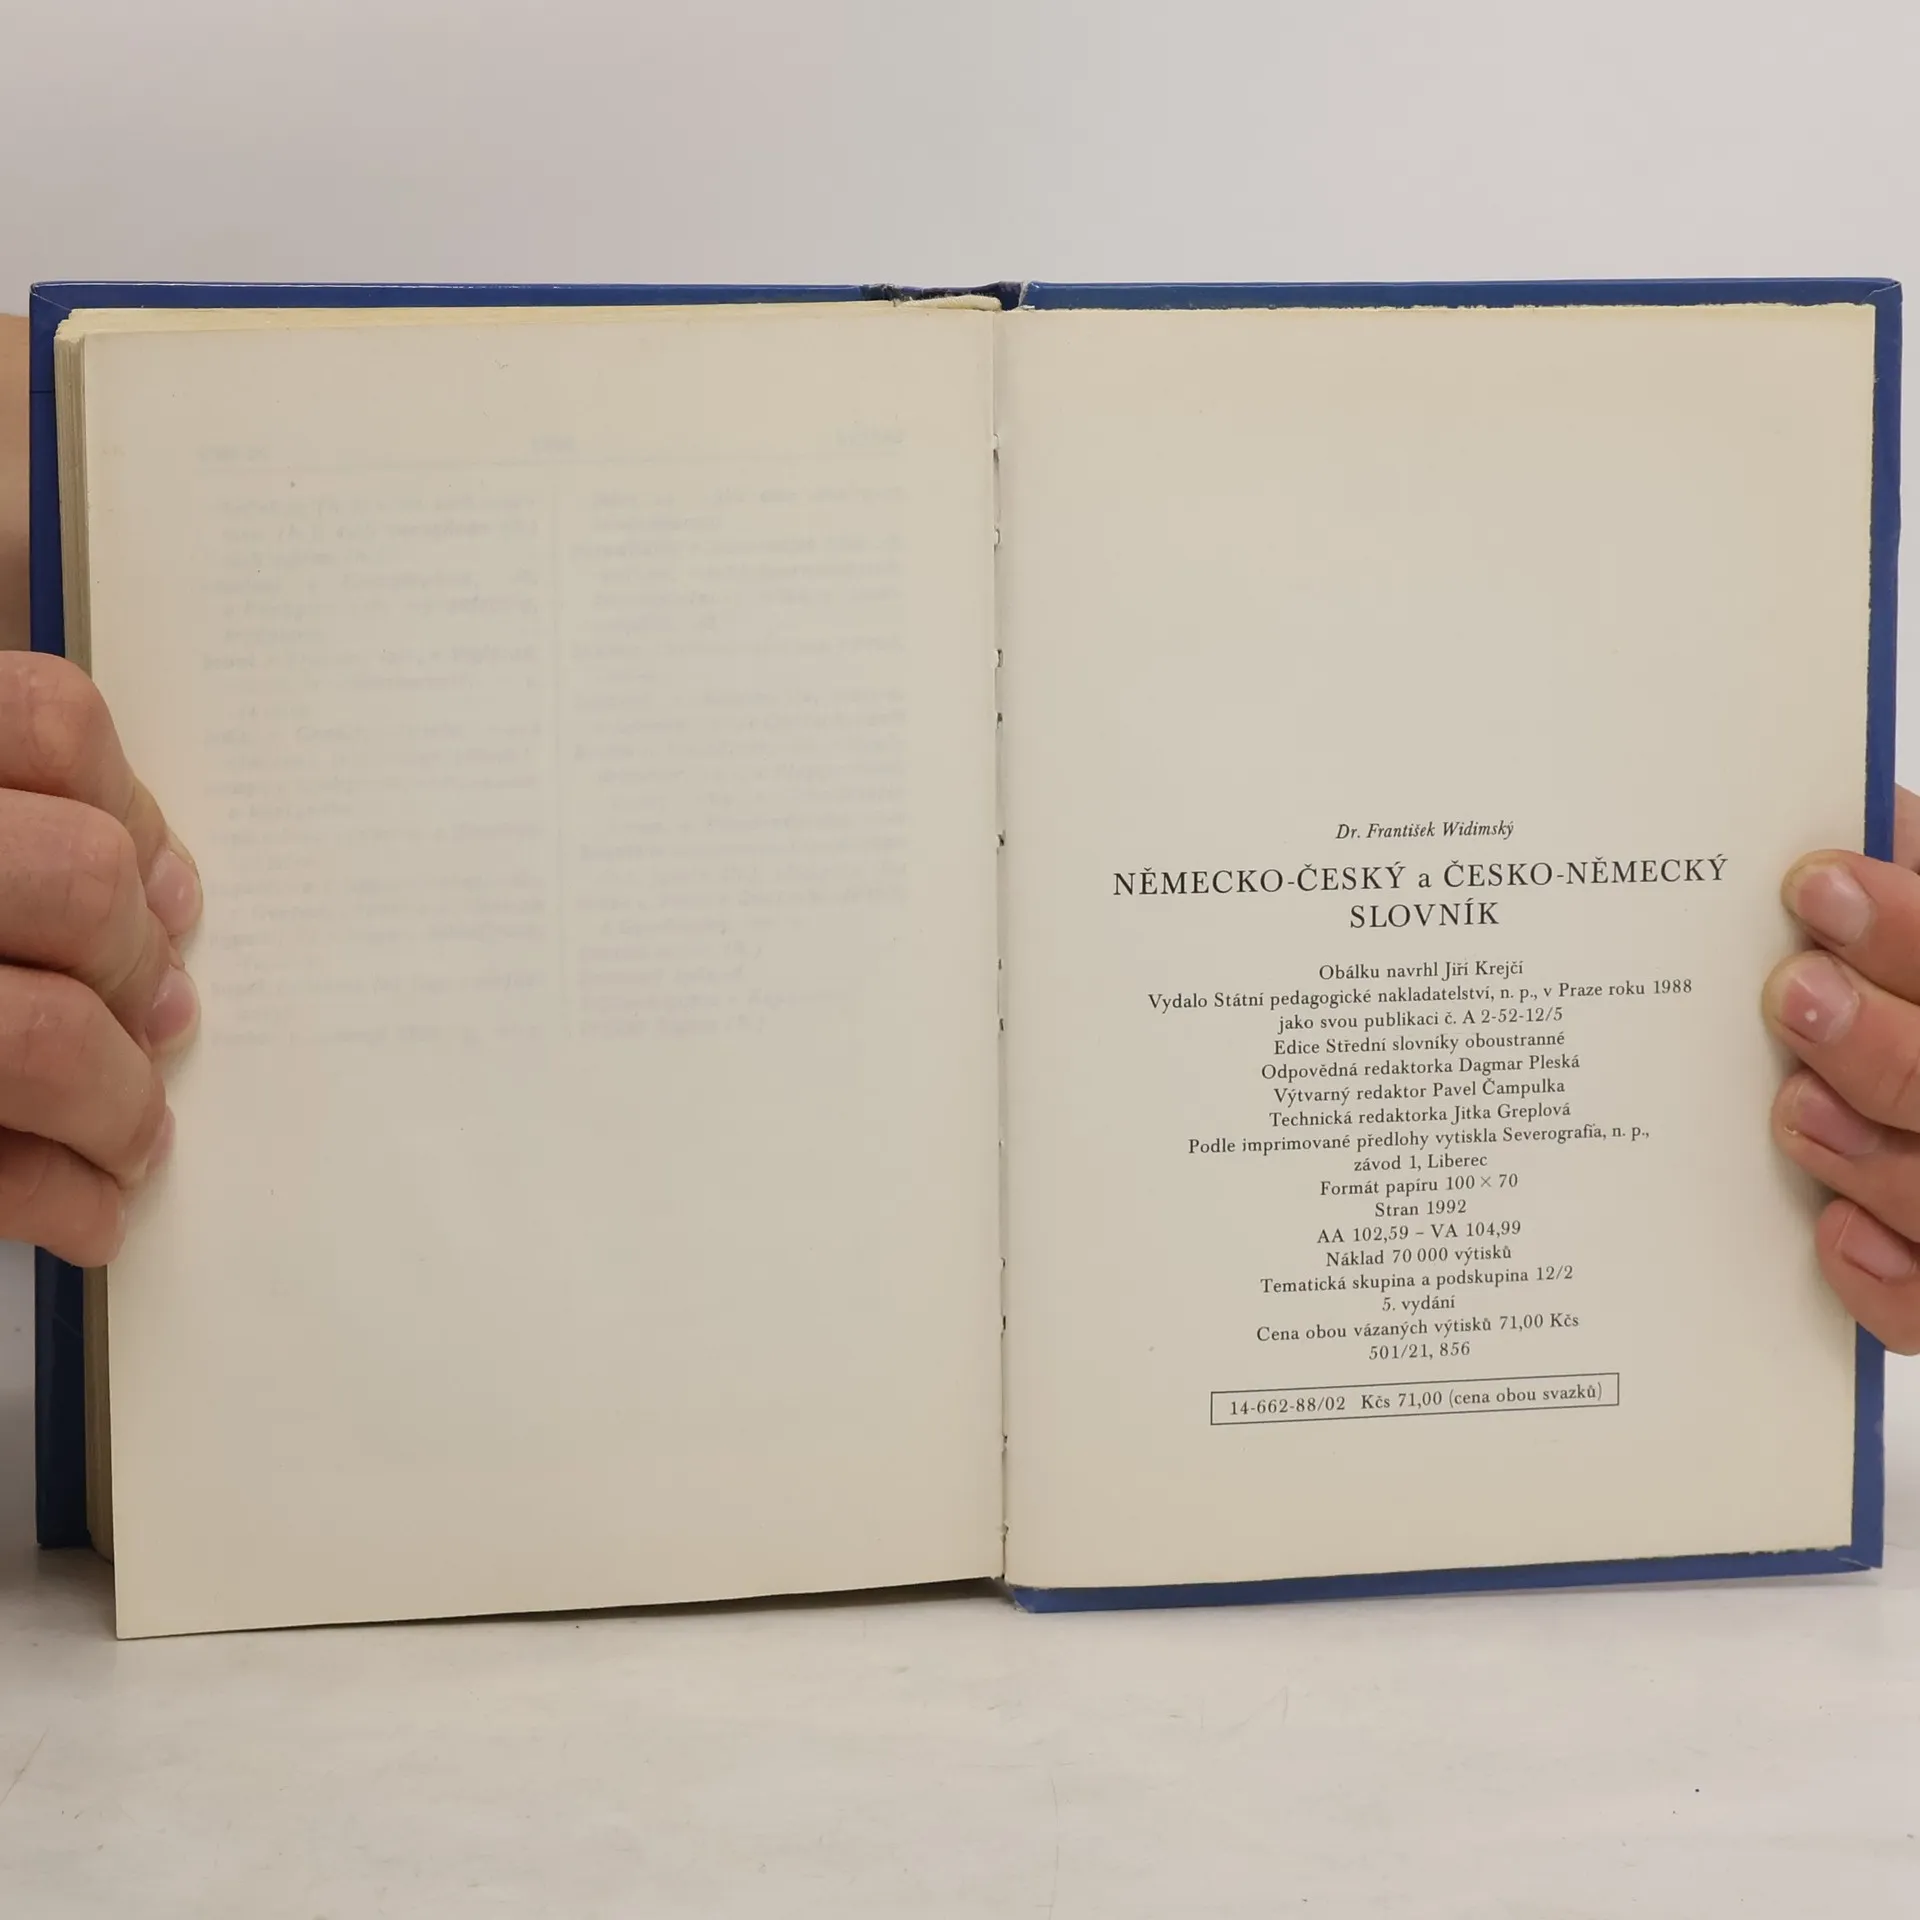 Dr. František Widimský
NĚMECKO-ČESKÝ a ČESKO-NĚMECKÝ
SLOVNÍK
Obálku navrhl Jiří Krejčí
Vydalo Státní pedagogické nakladatelství, n. p., v Praze roku 1988
jako svou publikaci č. A 2-52-12/5
Edice Střední slovníky oboustranné
Odpovědná redaktorka Dagmar Pleská
Výtvarný redaktor Pavel Čampulka
Technická redaktorka Jitka Greplová
Podle imprimované předlohy vytiskla Severografia, n. p.,
závod 1, Liberec
Formát papíru 100 × 70
Stran 1992
AA 102,59 – VA 104,99
Náklad 70 000 výtisků
Tematická skupina a podskupina 12/2
5. vydání
Cena obou vázaných výtisků 71,00 Kčs
501/21, 856
14-662-88/02 Kčs 71,00 (cena obou svazků)